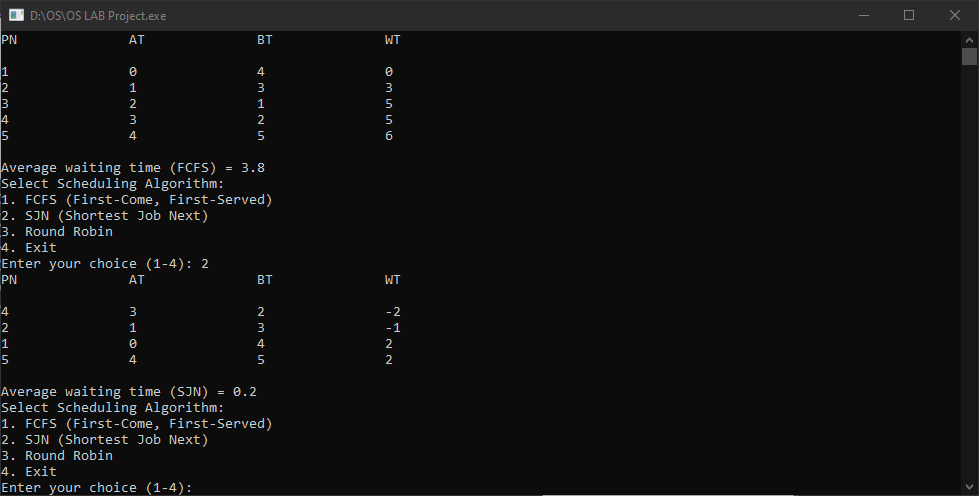 D:\OS\OS LAB Project.exe
PN AT BT WT
1 0 4 0
2 1 3 3
3 2 1 5
4 3 2 5
5 4 5 6
Average waiting time (FCFS) = 3.8
Select Scheduling Algorithm:
1. FCFS (First-Come, First-Served)
2. SJN (Shortest Job Next)
3. Round Robin
4. Exit
Enter your choice (1-4): 2
PN AT BT WT
4 3 2 -2
2 1 3 -1
1 0 4 2
5 4 5 2
Average waiting time (SJN) = 0.2
Select Scheduling Algorithm:
1. FCFS (First-Come, First-Served)
2. SJN (Shortest Job Next)
3. Round Robin
4. Exit
Enter your choice (1-4):